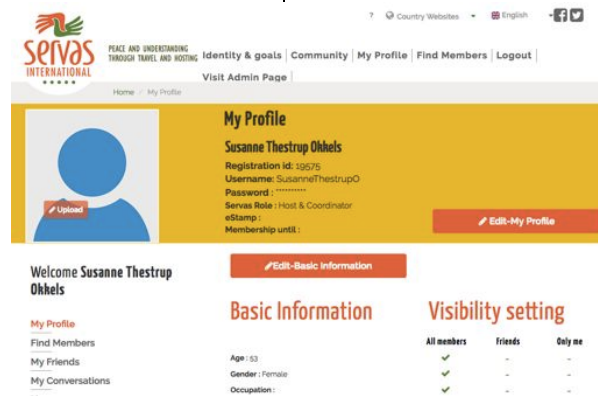 ? Country Websites English
SERVAS
INTERNATIONAL
PEACE AND UNDERSTANDING
THROUGH TRAVEL AND HOSTING
Identity & goals Community My Profile Find Members Logout
Visit Admin Page
Home / My Profile
My Profile
Susanne Thestrup Okkels
Registration id: 19575
Username: SusanneThestrupO
Password : **********
Servas Role : Host & Coordinator
eStamp :
Membership until :
Upload
Edit-My Profile
Welcome Susanne Thestrup
Okkels
My Profile
Find Members
My Friends
My Conversations
Edit-Basic Information
Basic Information
Visibility setting
All members Friends Only me
Age : 53 - -
Gender : Female - -
Occupation : - -